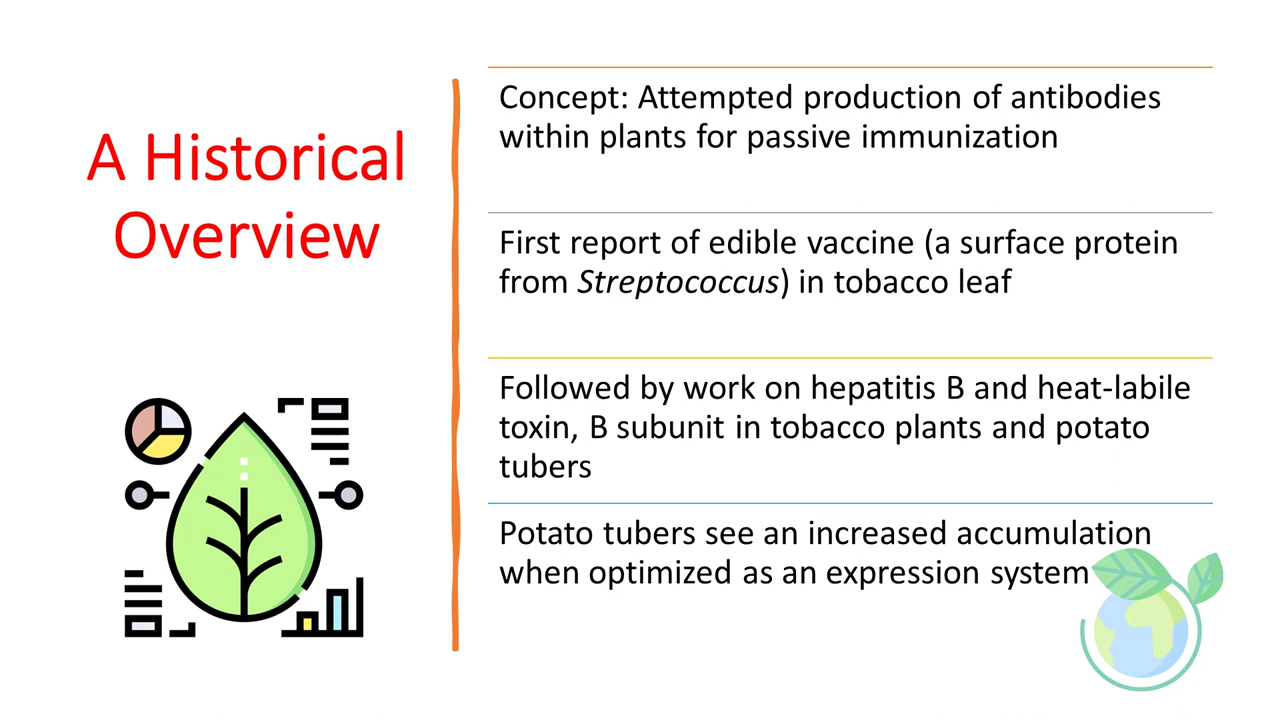 A Historical
Overview
Concept: Attempted production of antibodies
within plants for passive immunization
First report of edible vaccine (a surface protein
from Streptococcus) in tobacco leaf
Followed by work on hepatitis B and heat-labile
toxin, B subunit in tobacco plants and potato
tubers
Potato tubers see an increased accumulation
when optimized as an expression system